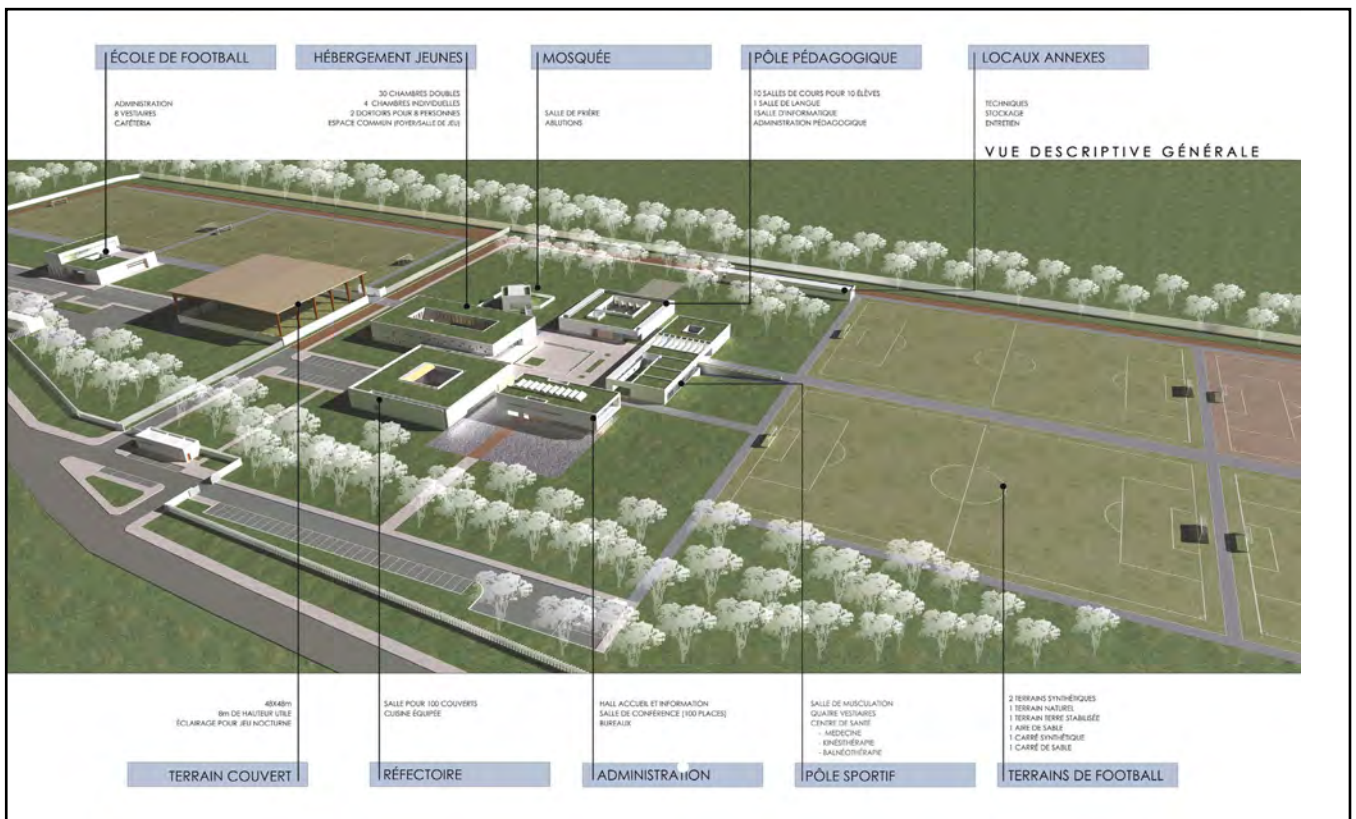 ÉCOLE DE FOOTBALL
ADMINISTRATION
8 VESTIAIRES
CAFÉTERIA
HÉBERGEMENT JEUNES
30 CHAMBRES DOUBLES
4 CHAMBRES INDIVIDUELLES
2 DORTOIRS POUR 8 PERSONNES
ESPACE COMMUN (FOYER/SALLE DE JEU)
MOSQUÉE
SALLE DE PRIÈRE
ABLUTIONS
PÔLE PÉDAGOGIQUE
10 SALLES DE COURS POUR 10 ÉLÈVES
1 SALLE DE LANGUE
1SALLE D'INFORMATIQUE
ADMINISTRATION PÉDAGOGIQUE
LOCAUX ANNEXES
TECHNIQUES
STOCKAGE
ENTRETIEN
VUE DESCRIPTIVE GÉNÉRALE
48X48m
8m DE HAUTEUR UTILE
ÉCLAIRAGE POUR JEU NOCTURNE
TERRAIN COUVERT
SALLE POUR 100 COUVERTS
CUISINE ÉQUIPÉE
RÉFECTOIRE
HALL ACCUEIL ET INFORMATION
SALLE DE CONFÉRENCE (100 PLACES)
BUREAUX
ADMINISTRATION
SALLE DE MUSCULATION
QUATRE VESTIAIRES
CENTRE DE SANTÉ
- MEDECINE
- KINÉSITHÉRAPIE
- BALNÉOTHÉRAPIE
PÔLE SPORTIF
2 TERRAINS SYNTHÉTIQUES
1 TERRAIN NATUREL
1 TERRAIN TERRE STABILISÉE
1 AIRE DE SABLE
1 CARRÉ SYNTHÉTIQUE
1 CARRÉ DE SABLE
TERRAINS DE FOOTBALL